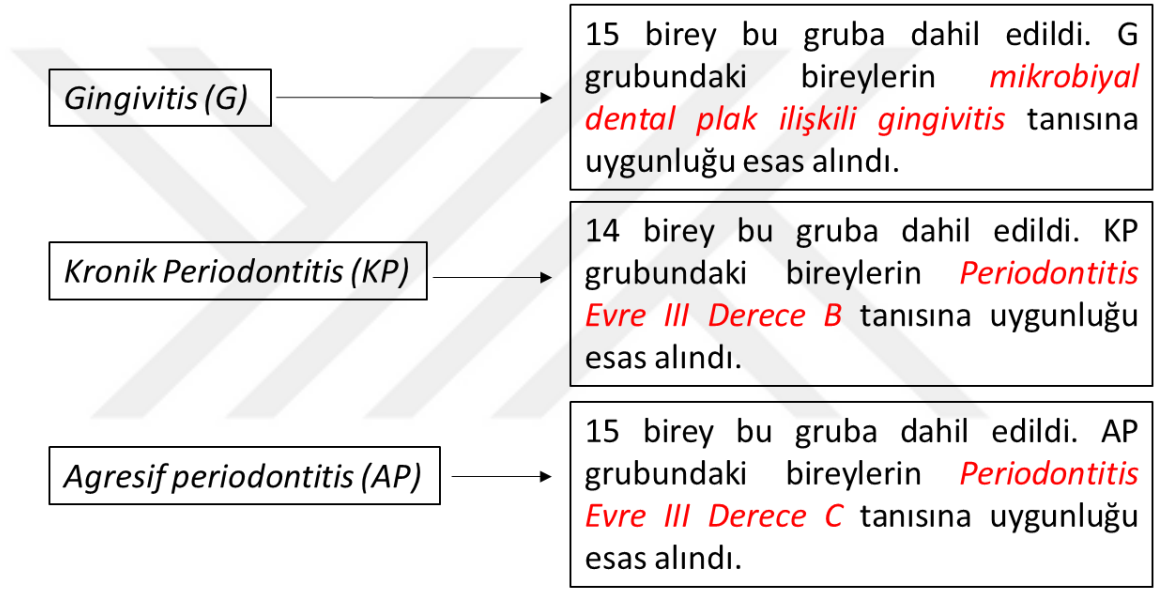 Gingivitis (G)
15 birey bu gruba dahil edildi. G
grubundaki bireylerin mikrobiyal
dental plak ilişkili gingivitis tanısına
uygunluğu esas alındı.
Kronik Periodontitis (KP)
14 birey bu gruba dahil edildi. KP
grubundaki bireylerin Periodontitis
Evre III Derece B tanısına uygunluğu
esas alındı.
Agresif periodontitis (AP)
15 birey bu gruba dahil edildi. AP
grubundaki bireylerin Periodontitis
Evre III Derece C tanısına uygunluğu
esas alındı.